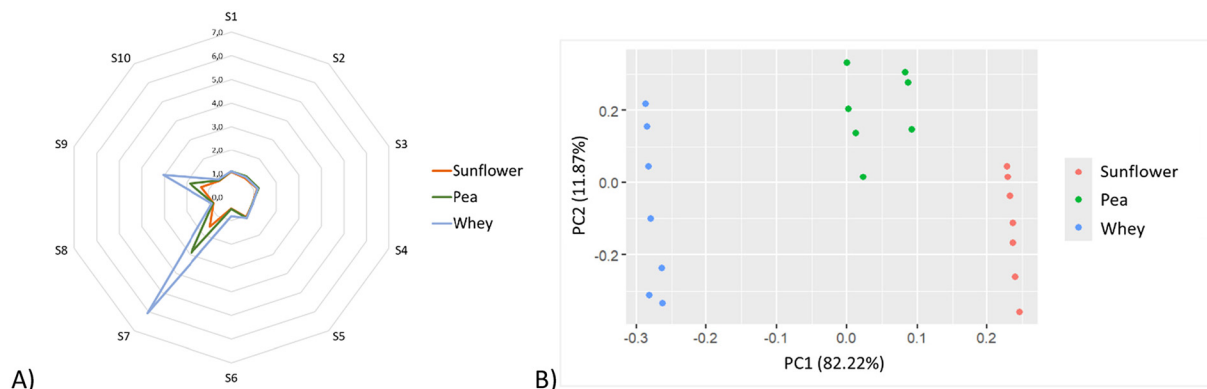 S1
7,0
6,0
5,0
4,0
3,0
2,0
1,0
0,0
S2
S3
S4
S5
S6
S7
S8
S9
S10
Sunflower
Pea
Whey
A)
PC2 (11.87%)
0.2
0.0
-0.2
-0.3
-0.2
-0.1
0.0
0.1
0.2
PC1 (82.22%)
Sunflower
Pea
Whey
B)